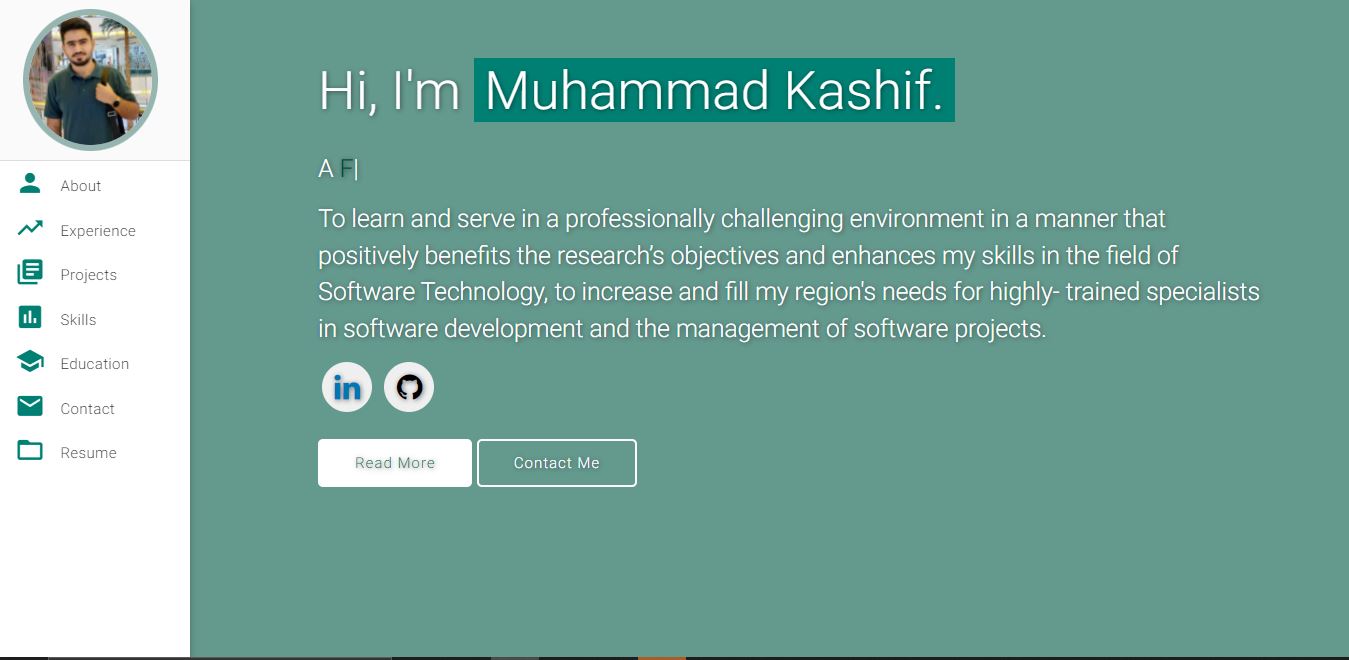 About
Experience
Projects
Skills
Education
Contact
Resume
Hi, I'm Muhammad Kashif.
A F|
To learn and serve in a professionally challenging environment in a manner that
positively benefits the research’s objectives and enhances my skills in the field of
Software Technology, to increase and fill my region's needs for highly- trained specialists
in software development and the management of software projects.
in
Read More
Contact Me